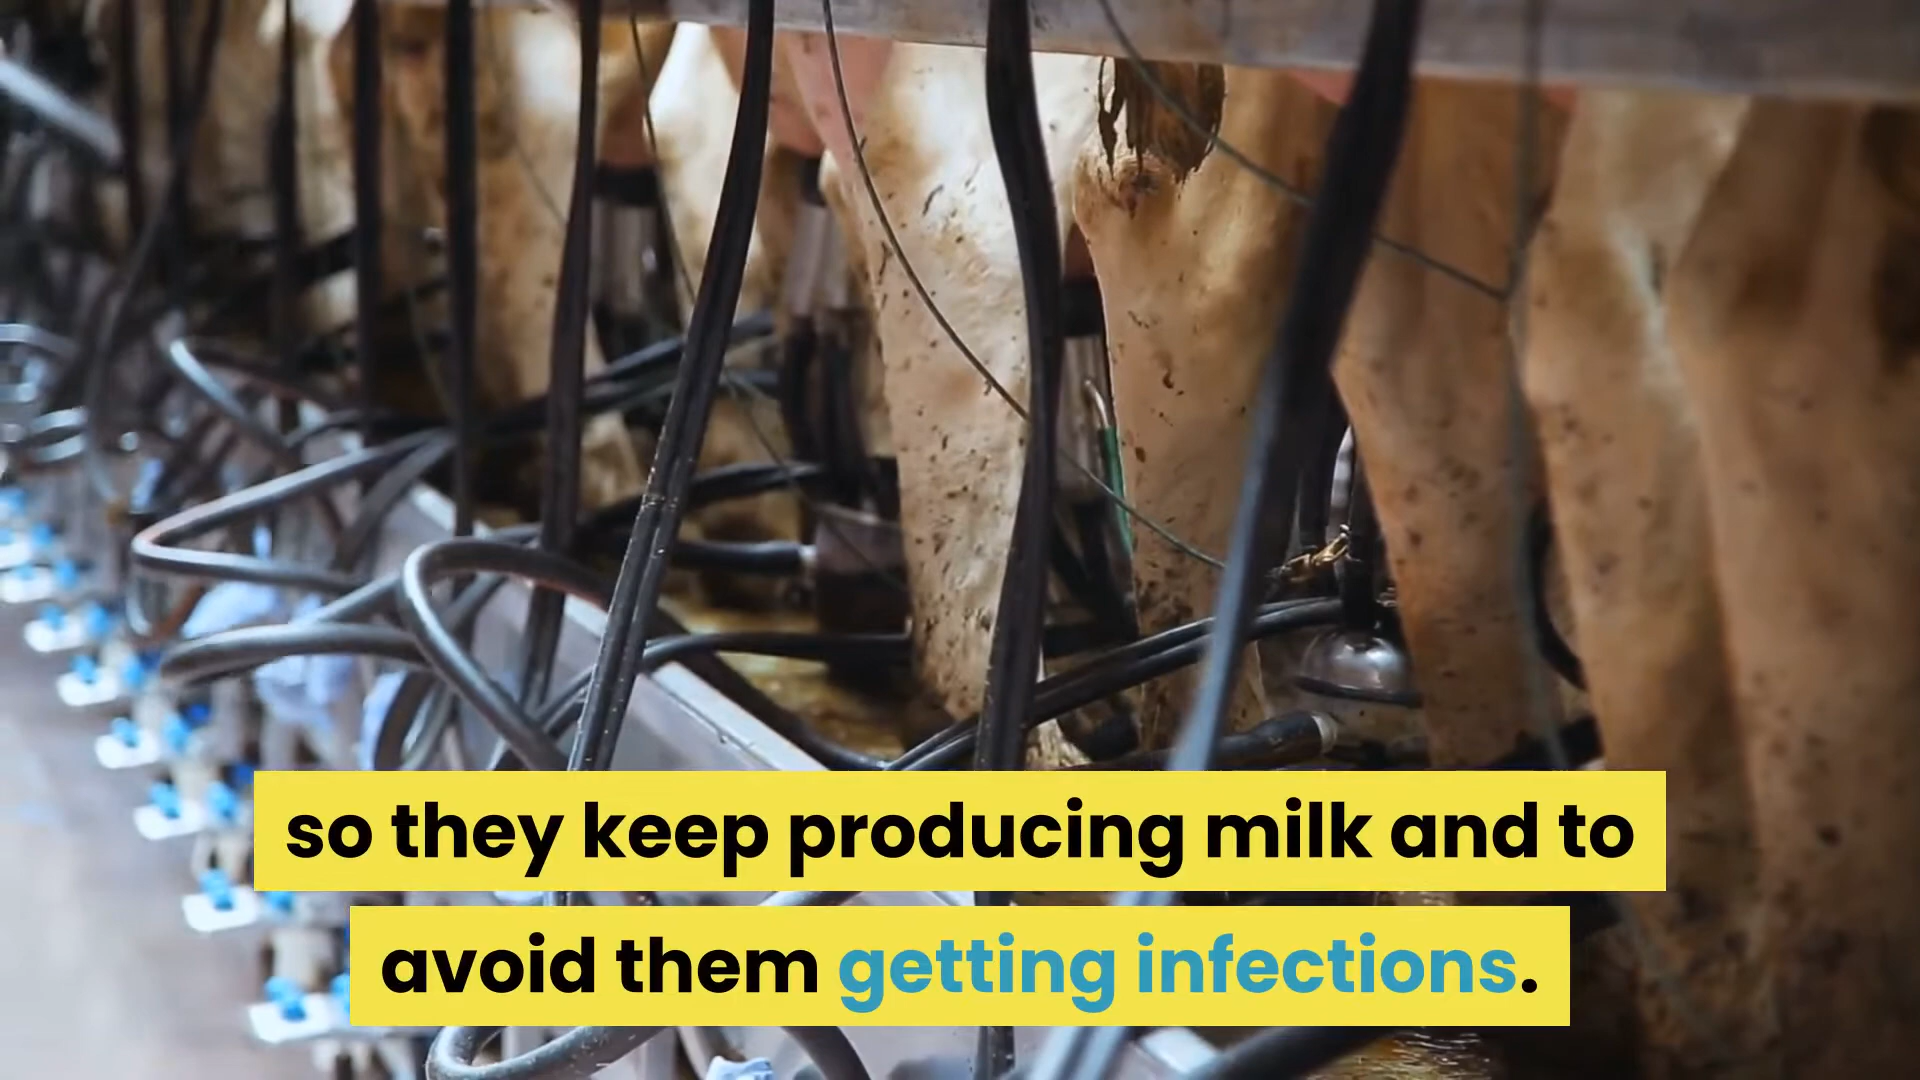 so they keep producing milk and to
avoid them getting infections.